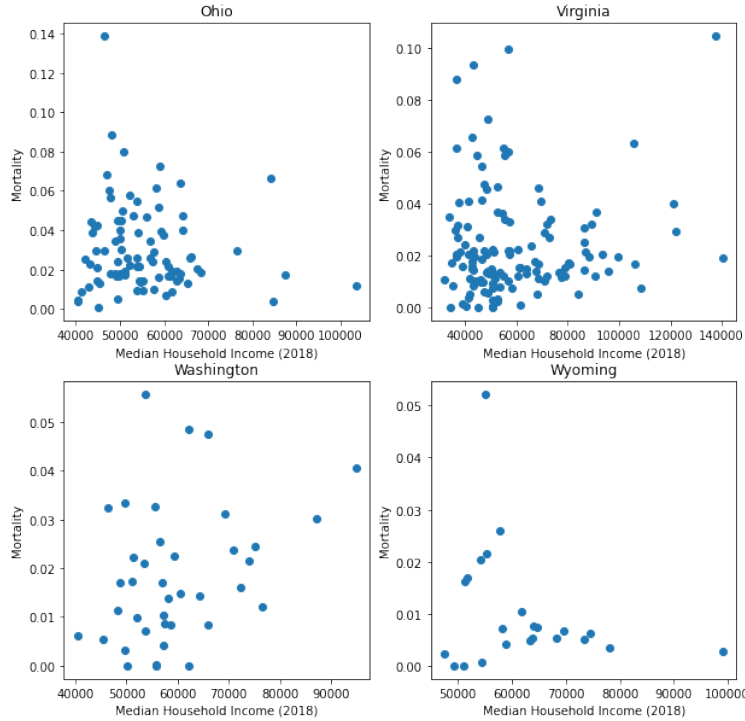 Ohio
Virginia
0.14
0.12
0.10
0.08
0.06
0.04
0.02
0.00
Mortality
40000 50000 60000 70000 80000 90000 100000
Median Household Income (2018)
0.10
0.08
0.06
0.04
0.02
0.00
Mortality
40000 60000 80000 100000 120000 140000
Median Household Income (2018)
Washington
Wyoming
0.05
0.04
0.03
0.02
0.01
0.00
Mortality
40000 50000 60000 70000 80000 90000
Median Household Income (2018)
0.05
0.04
0.03
0.02
0.01
0.00
Mortality
50000 60000 70000 80000 90000 100000
Median Household Income (2018)